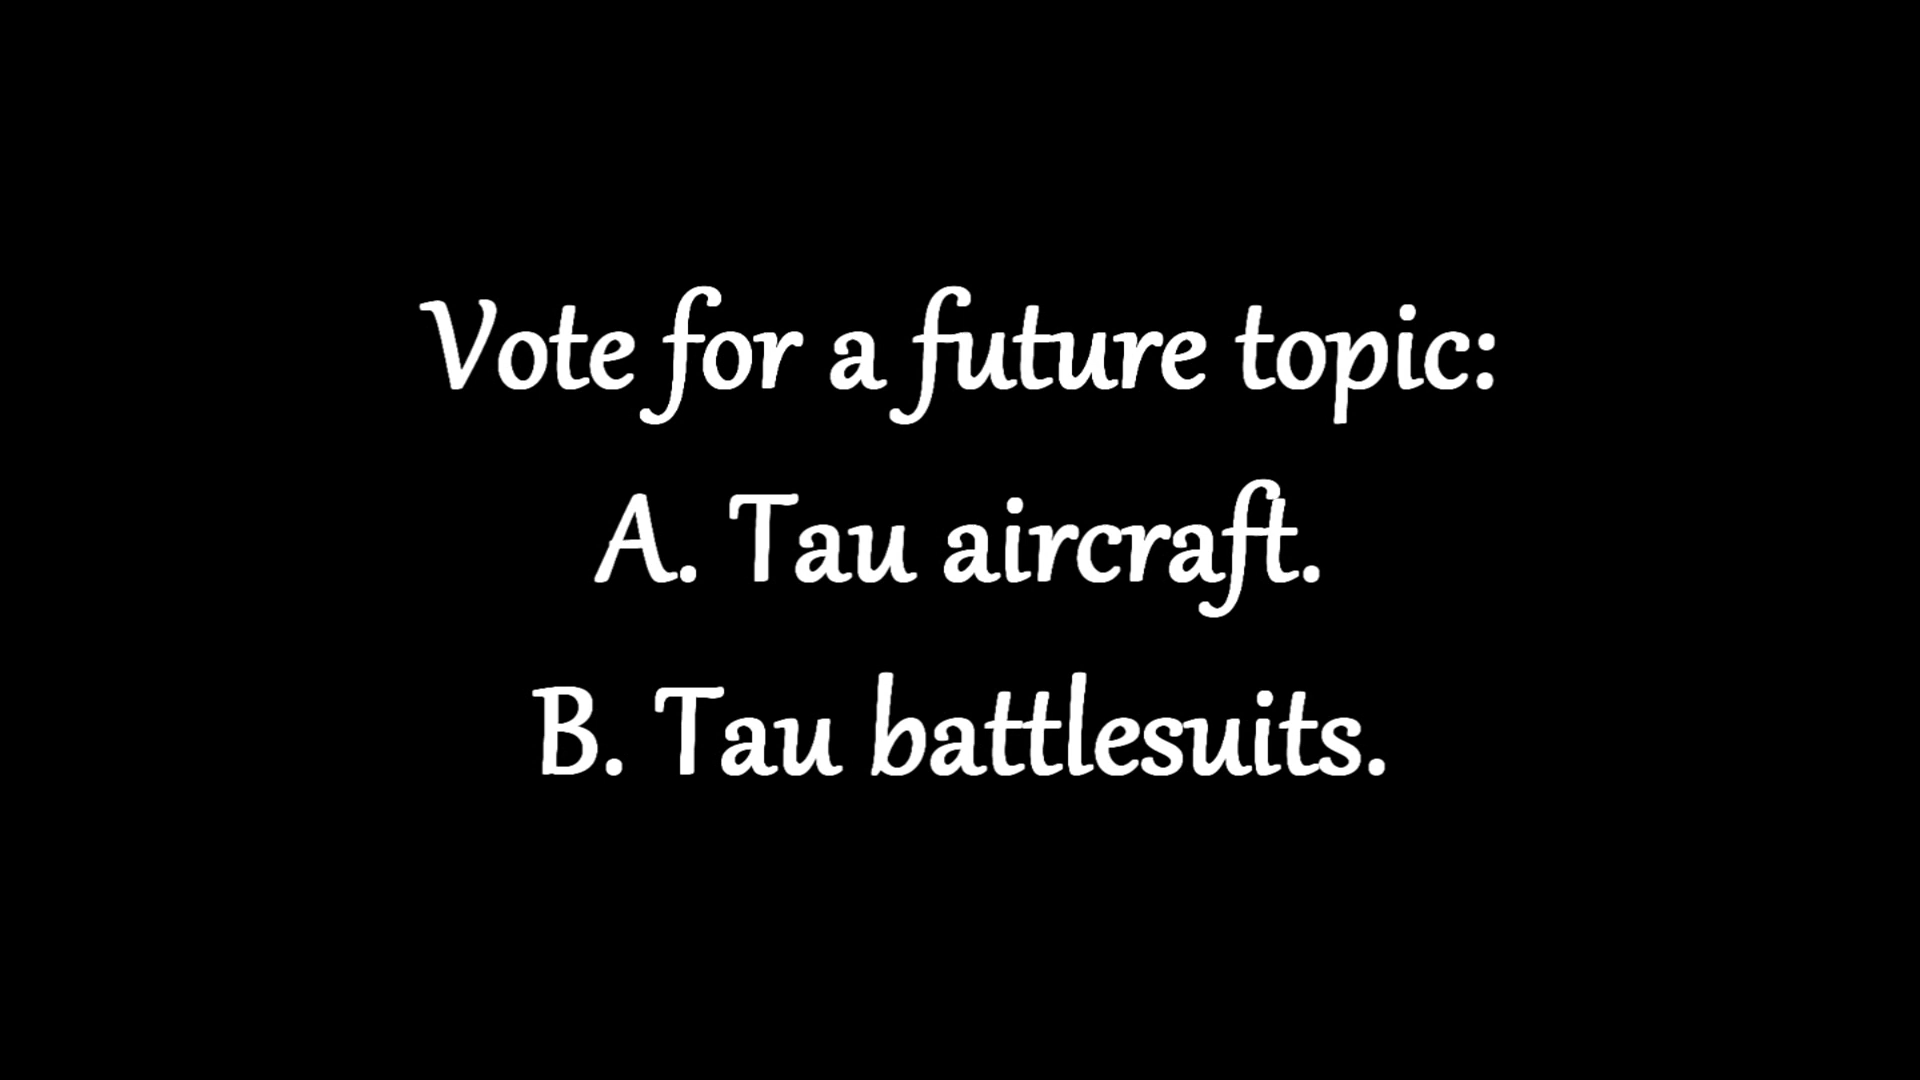 Vote for a future topic:
A. Tau aircraft.
B. Tau battlesuits.